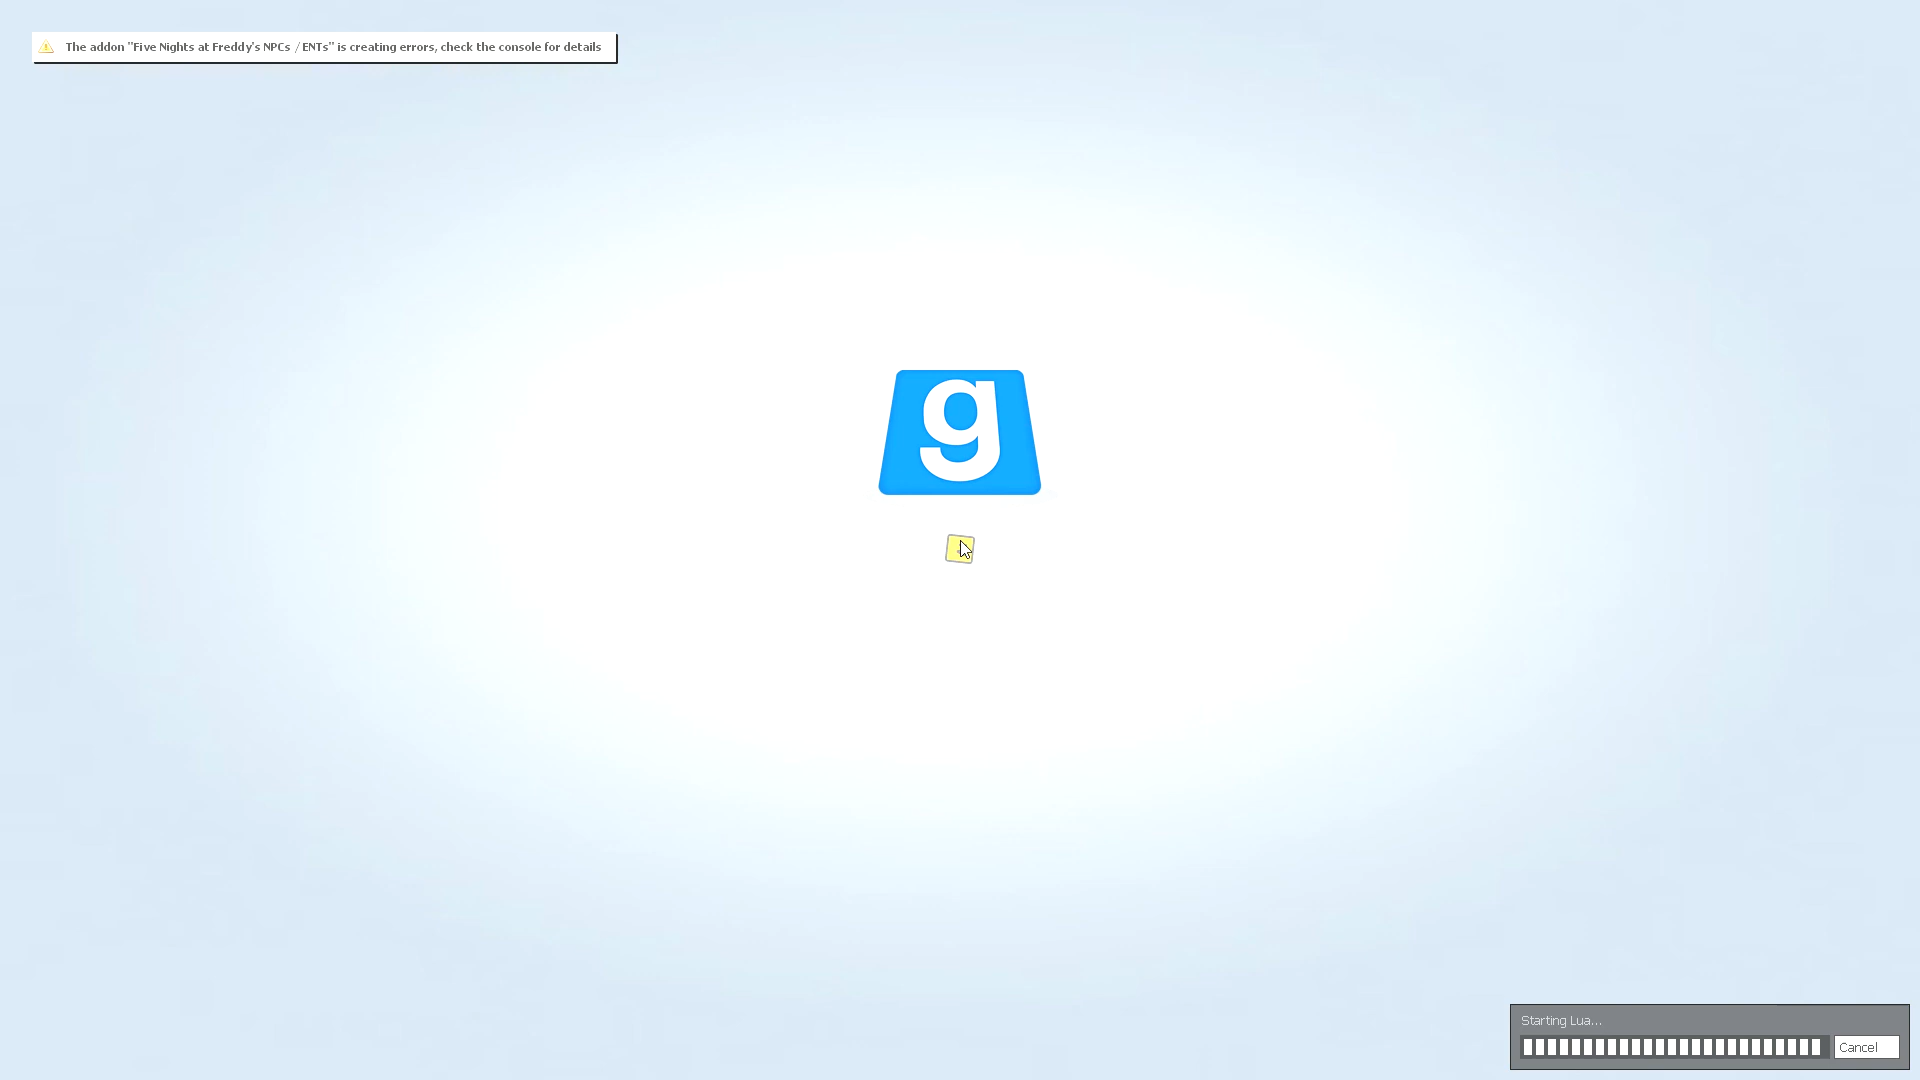 The addon "Five Nights at Freddy's NPCs / ENTs" is creating errors, check the console for details
g
Starting Lua...
Cancel